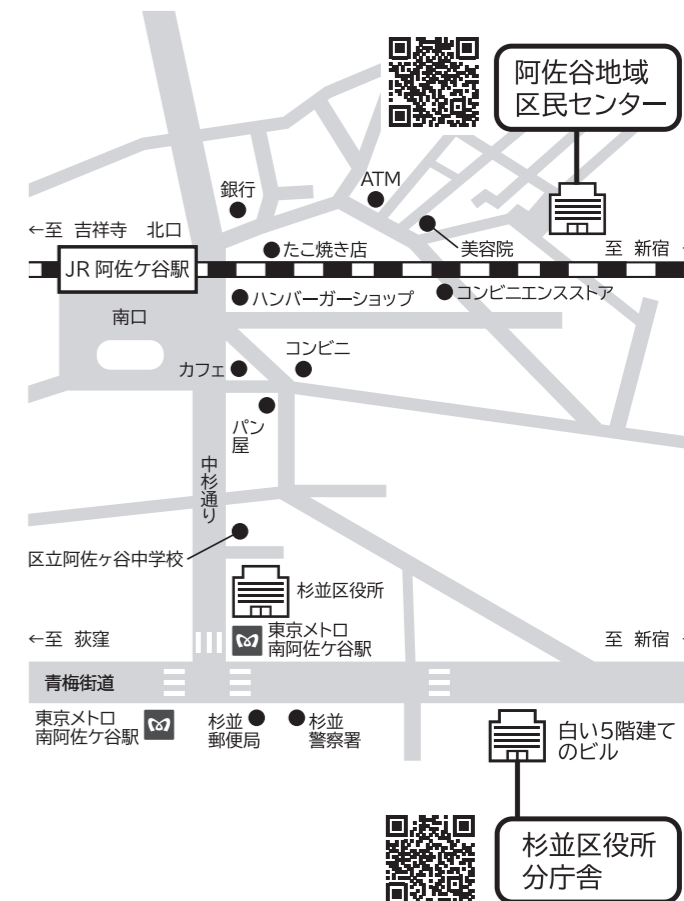 阿佐谷地域
区民センター
銀行
ATM
←至 吉祥寺 北口
たこ焼き店
美容院
至 新宿
JR 阿佐ケ谷駅
ハンバーガーショップ
コンビニエンスストア
南口
コンビニ
カフェ
パン
屋
中杉通り
区立阿佐ヶ谷中学校
杉並区役所
←至 荻窪
東京メトロ
南阿佐ケ谷駅
至 新宿
青梅街道
東京メトロ
南阿佐ケ谷駅
杉並
郵便局
杉並
警察署
白い5階建て
のビル
杉並区役所
分庁舎